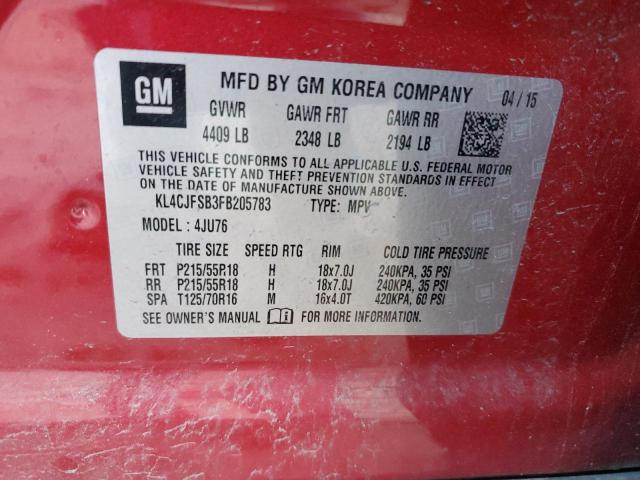 GM
MFD BY GM KOREA COMPANY
04 / 15
GVWR GAWR FRT GAWR RR
4409 LB 2348 LB 2194 LB
THIS VEHICLE CONFORMS TO ALL APPLICABLE U.S. FEDERAL MOTOR
VEHICLE SAFETY AND THEFT PREVENTION STANDARDS IN EFFECT
ON THE DATE OF MANUFACTURE SHOWN ABOVE.
KL4CJFSB3FB205783 TYPE: MPV
MODEL: 4JU76
TIRE SIZE SPEED RTG RIM COLD TIRE PRESSURE
FRT P215/55R18 H 18x7.0J 240KPA, 35 PSI
RR P215/55R18 H 18x7.0J 240KPA, 35 PSI
SPA T125/70R16 M 16x4.0T 420KPA, 60 PSI
SEE OWNER'S MANUAL i FOR MORE INFORMATION.